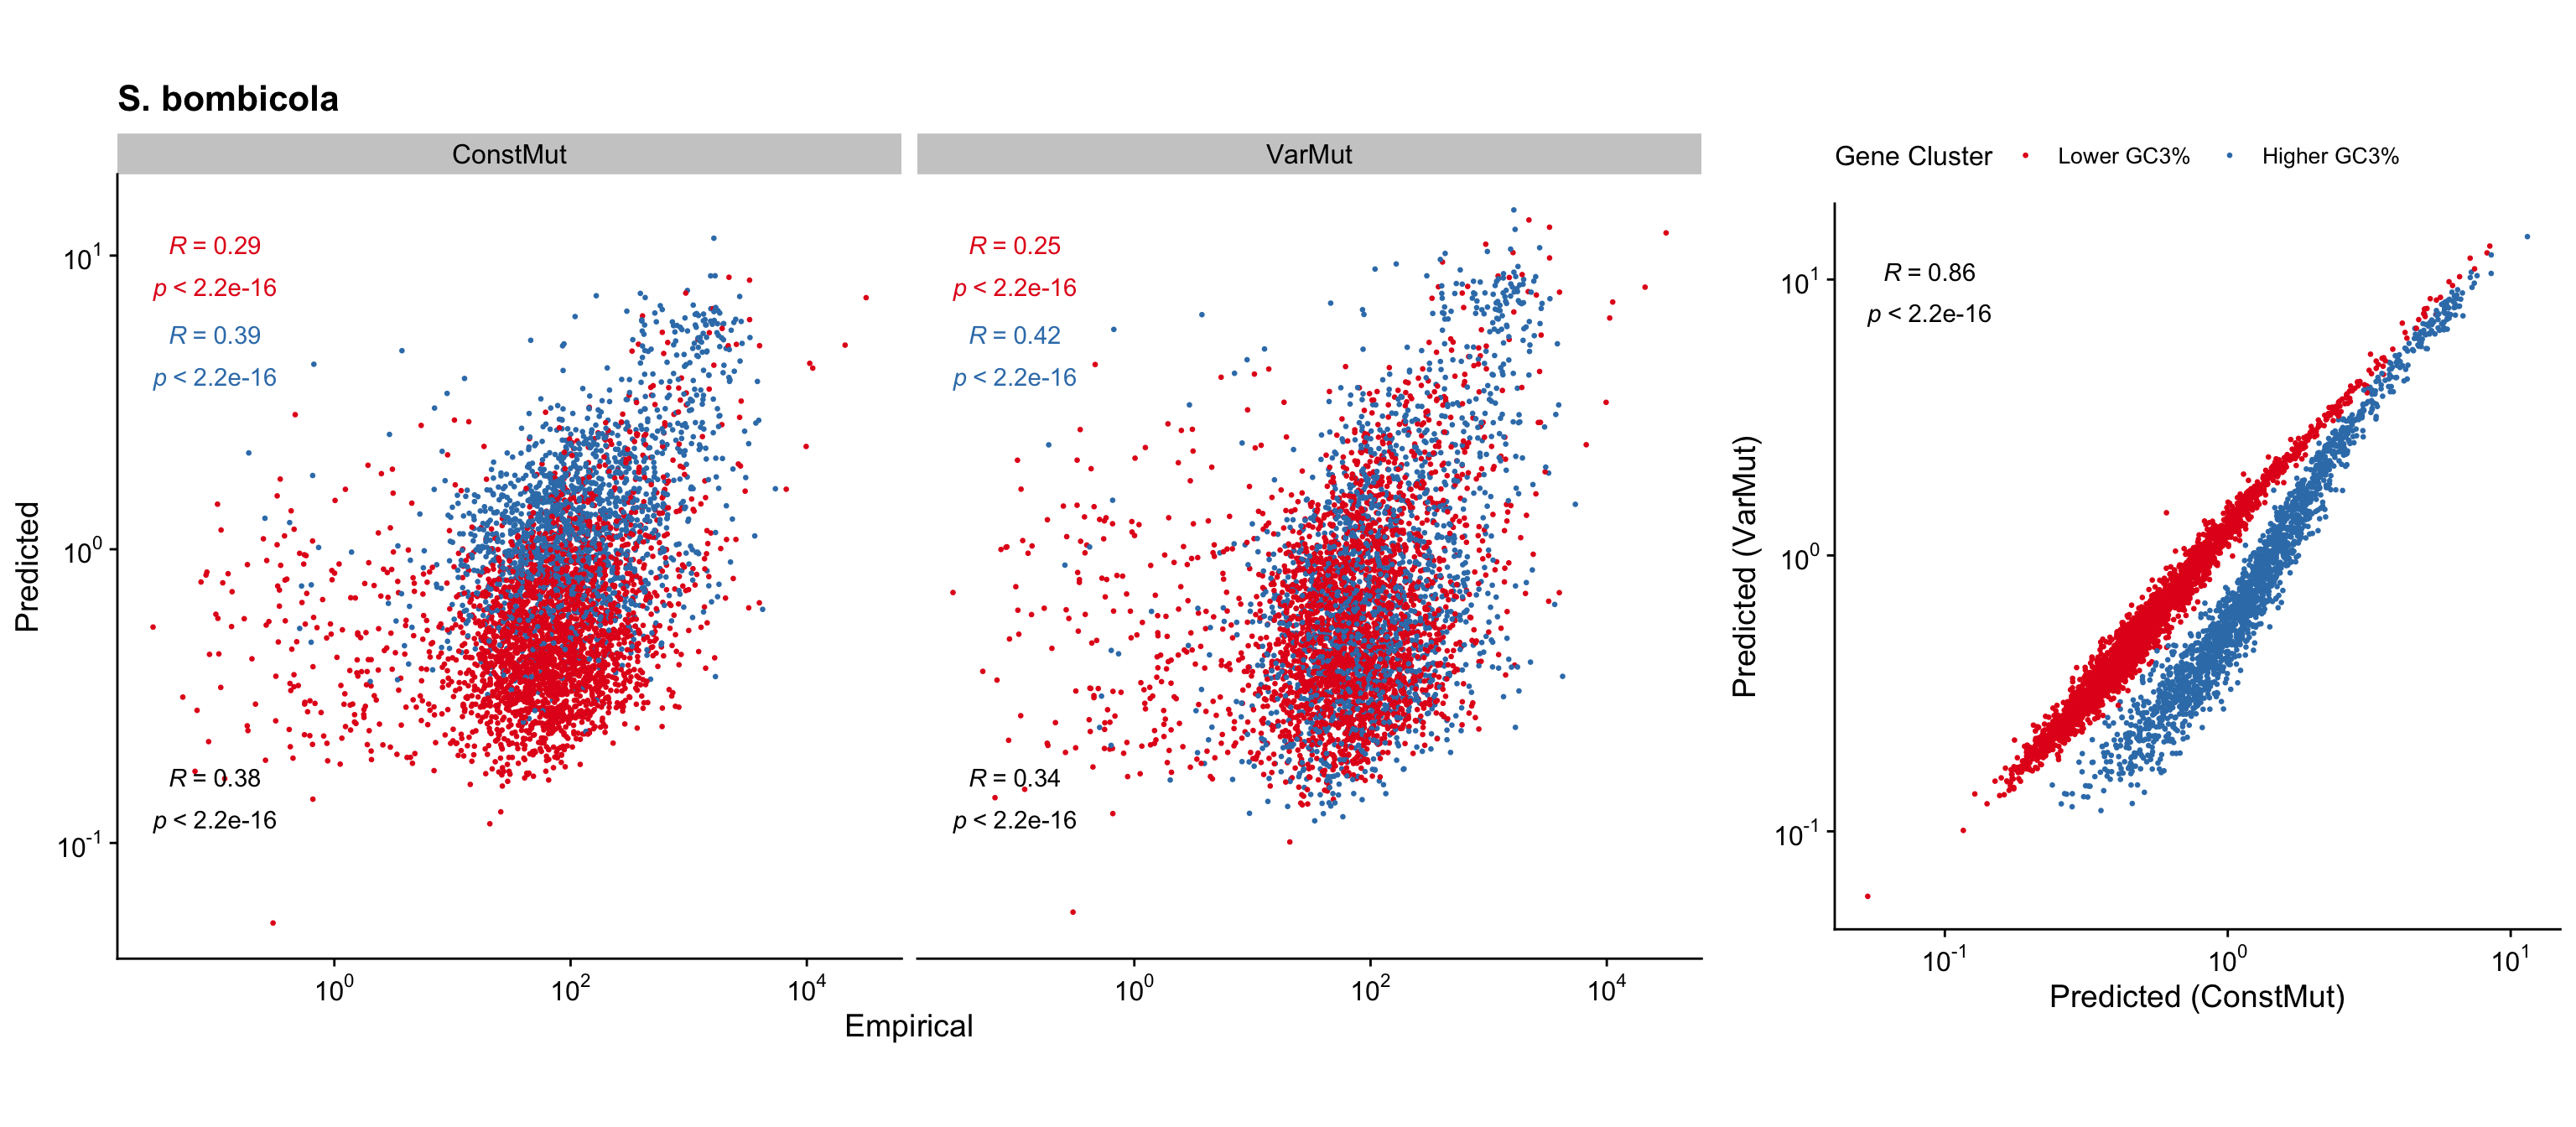 S. bombicola
ConstMut
VarMut
Gene Cluster Lower GC3% Higher GC3%
Predicted
10^1
10^0
10^-1
R = 0.29
p < 2.2e-16
R = 0.39
p < 2.2e-16
R = 0.38
p < 2.2e-16
R = 0.25
p < 2.2e-16
R = 0.42
p < 2.2e-16
R = 0.34
p < 2.2e-16
10^0 10^2 10^4
10^0 10^2 10^4
Empirical
Predicted (VarMut)
10^1
10^0
10^-1
R = 0.86
p < 2.2e-16
10^-1 10^0 10^1
Predicted (ConstMut)